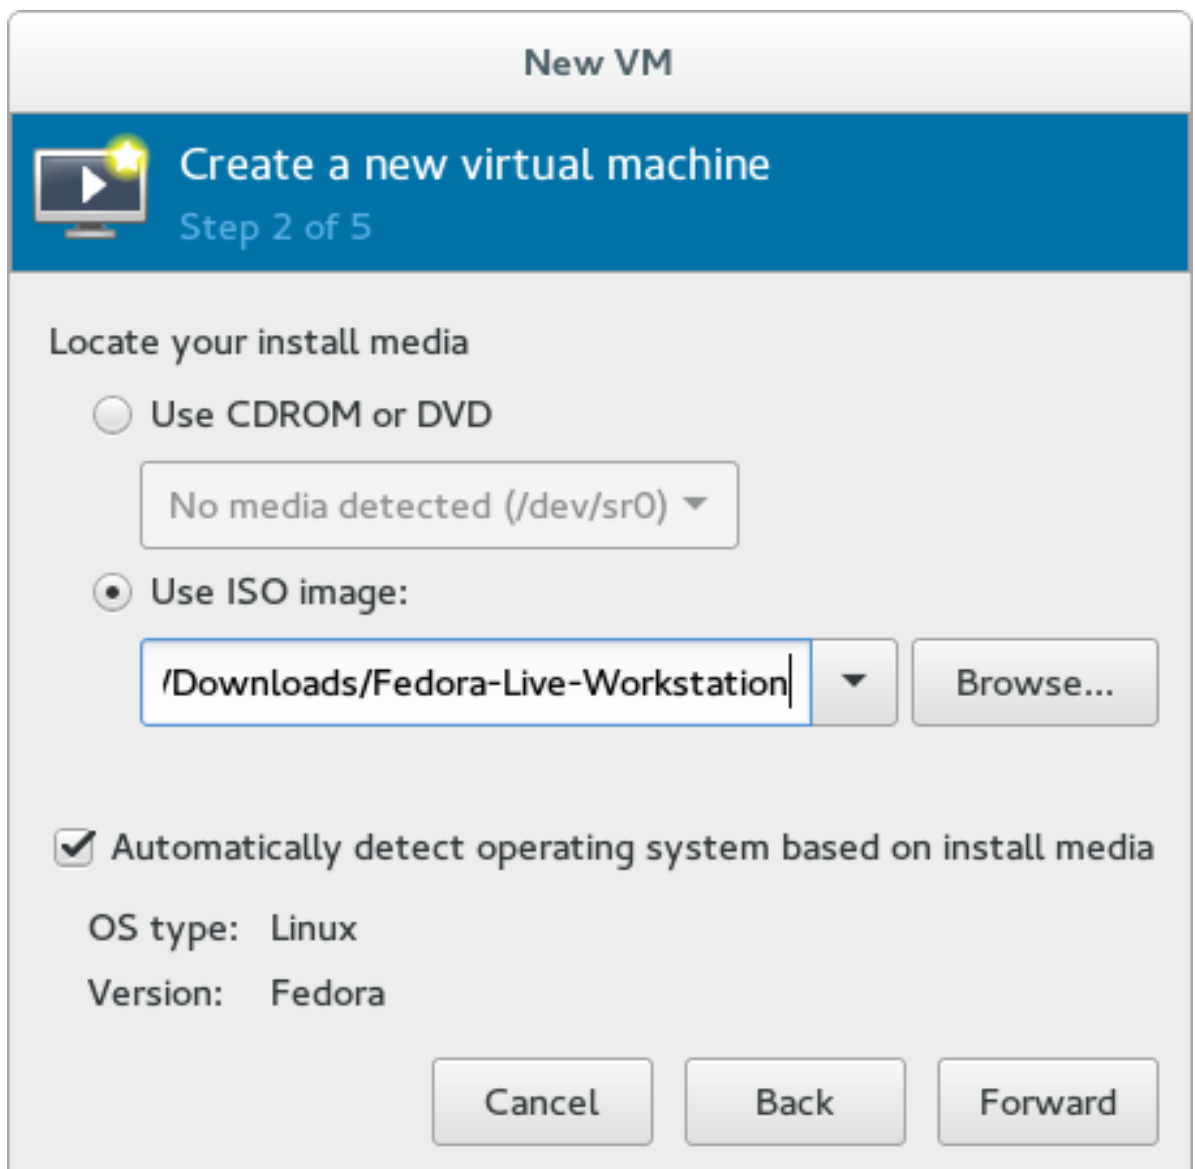 New VM
Create a new virtual machine
Step 2 of 5
Locate your install media
Use CDROM or DVD
No media detected (/dev/sr0)
Use ISO image:
/Downloads/Fedora-Live-Workstation
Browse...
Automatically detect operating system based on install media
OS type: Linux
Version: Fedora
Cancel Back Forward